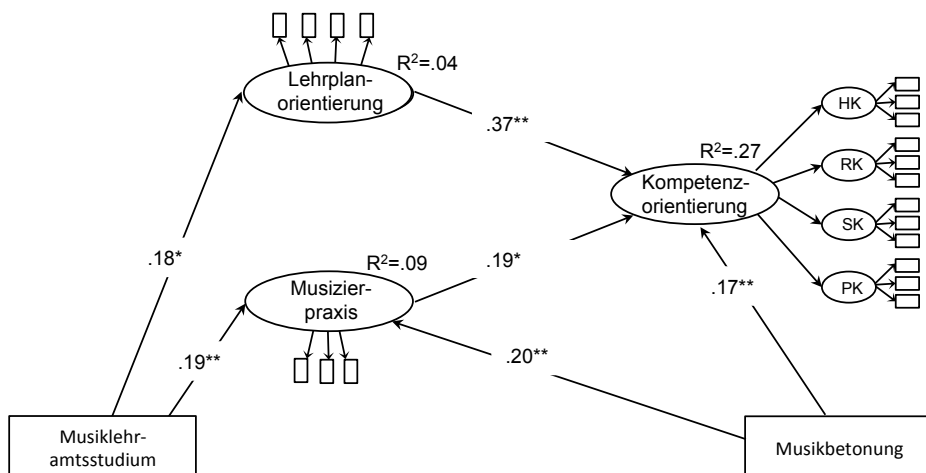 R²=.04
Lehrplan-
orientierung
.37**
HK
R²=.27
RK
Kompetenz-
orientierung
SK
.18*
R²=.09
.19*
Musizier-
praxis
.17**
PK
.19**
.20**
Musiklehr-
amtsstudium
Musikbetonung